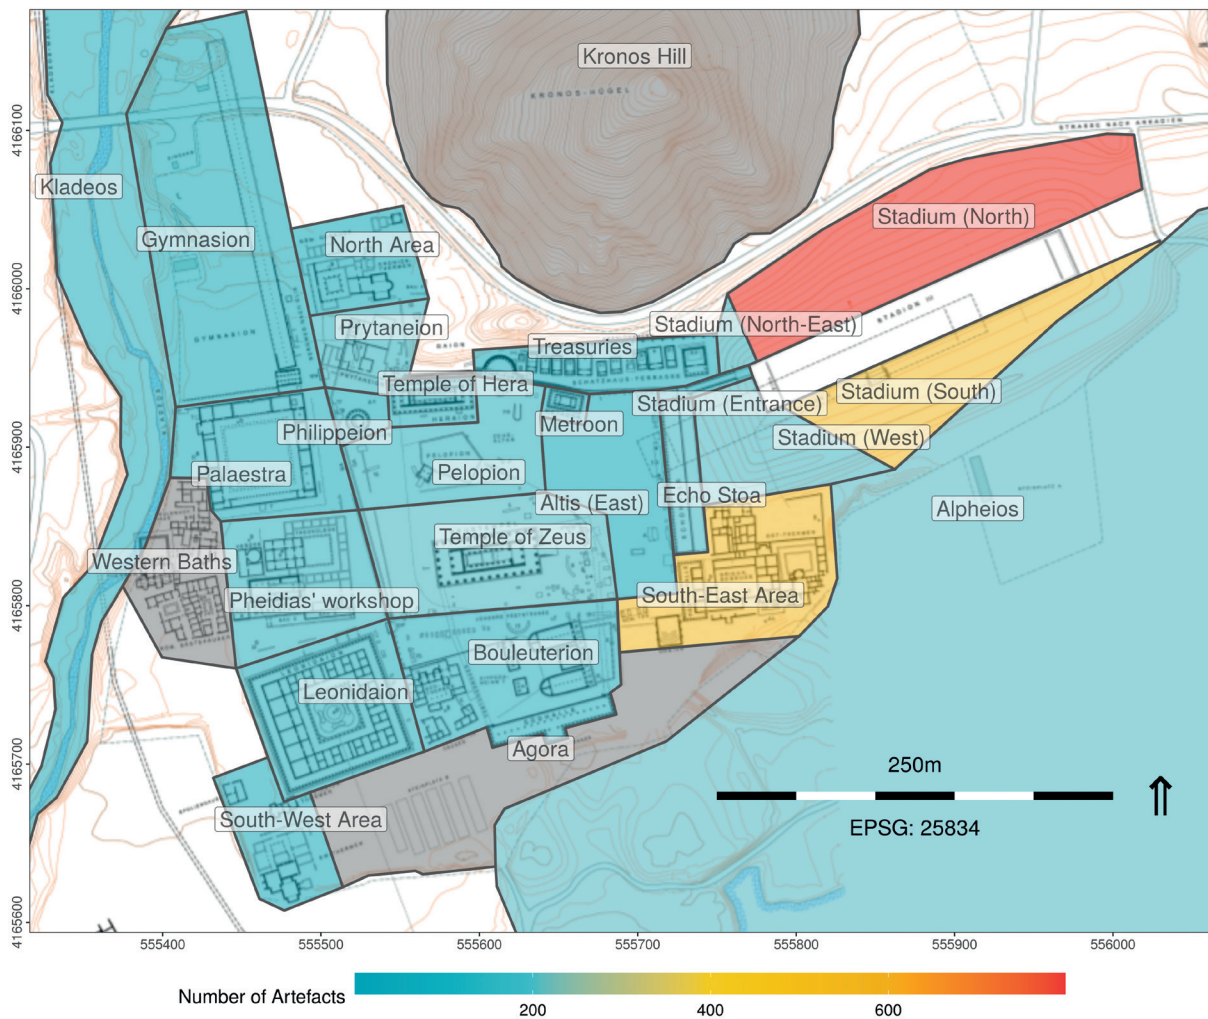 Kronos Hill
KRONOS-HÜGEL
4166100
STRASSE NACH ARKADIEN
Kladeos
Stadium (North)
Gymnasion
North Area
4166000
Prytaneion
Stadium (North-East)
STADION III
GYMNASION
Treasuries
SCHATZHAUS-TERRASSE
Temple of Hera
Stadium (South)
Stadium (Entrance)
HERAION
Philippeion
Metroon
Stadium (West)
4165900
PELOPION
Palaestra
Pelopion
Echo Stoa
Altis (East)
Alpheios
Temple of Zeus
Western Baths
South-East Area
Pheidias' workshop
4165800
Bouleuterion
Leonidaion
Agora
4165700
250m
South-West Area
EPSG: 25834
4165600
555400 555500 555600 555700 555800 555900 556000
Number of Artefacts
200 400 600